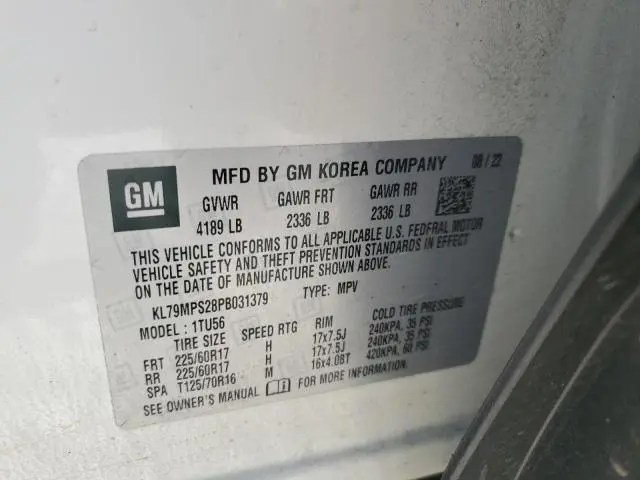 GM
MFD BY GM KOREA COMPANY 08 / 22
GVWR GAWR FRT GAWR RR
4189 LB 2336 LB 2336 LB
THIS VEHICLE CONFORMS TO ALL APPLICABLE U.S. FEDERAL MOTOR
VEHICLE SAFETY AND THEFT PREVENTION STANDARDS IN EFFECT
ON THE DATE OF MANUFACTURE SHOWN ABOVE.
KL79MPS28PB031379 TYPE: MPV
MODEL : 1TU56
TIRE SIZE SPEED RTG RIM COLD TIRE PRESSURE
FRT 225/60R17 H 17x7.5J 240KPA, 35 PSI
RR 225/60R17 H 17x7.5J 240KPA, 35 PSI
SPA T125/70R16 M 16x4.0BT 420KPA, 60 PSI
SEE OWNER'S MANUAL FOR MORE INFORMATION